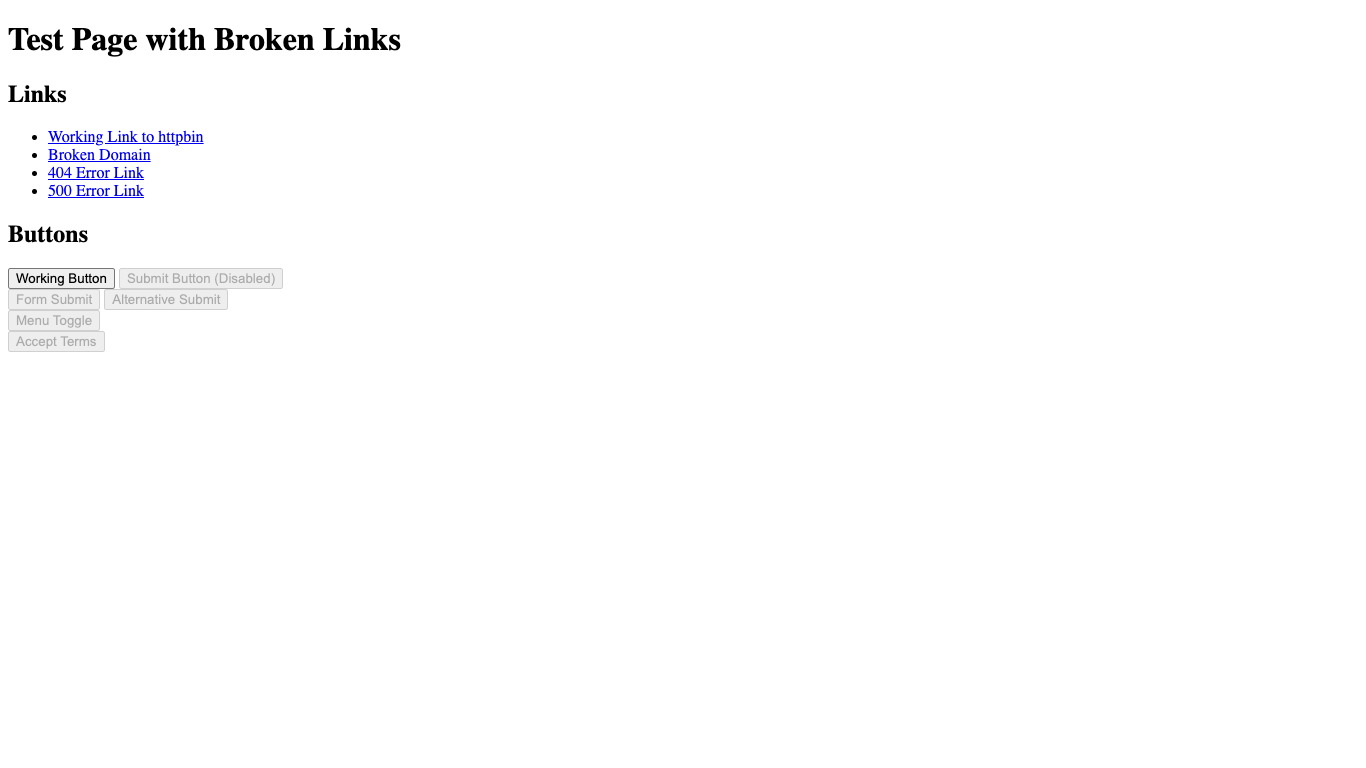 Test Page with Broken Links
Links
Working Link to httpbin
Broken Domain
404 Error Link
500 Error Link
Buttons
Working Button Submit Button (Disabled)
Form Submit Alternative Submit
Menu Toggle
Accept Terms